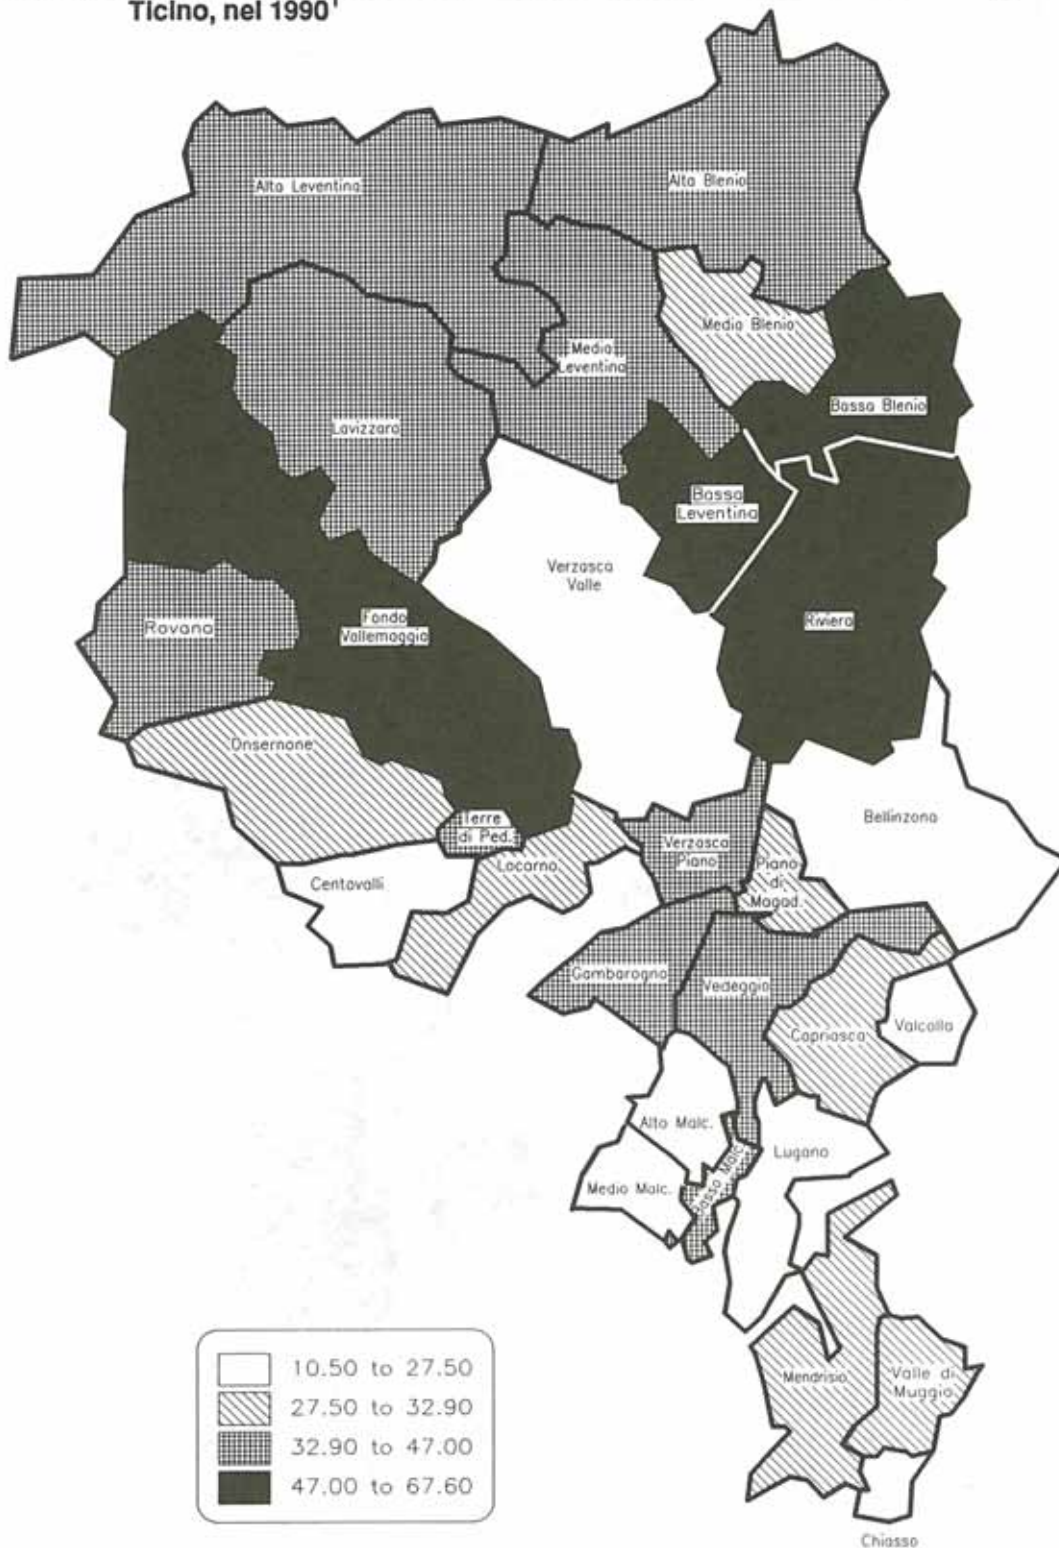 Ticino, nel 1990¹
Alta Leventina
Alto Blenio
Medio Blenio
Media
Leventina
Bassa Blenio
Lavizzara
Bassa
Leventina
Verzasca
Valle
Rovana
Fondo
Vallemaggia
Riviera
Onsernone
Terre
di Ped.
Bellinzona
Verzasca
Piano
Locarno
Piano
di
Magad.
Centovalli
Gambarogno
Vedeggio
Capriasca
Valcolla
Alto Malc.
Lugano
Basso Malc.
Medio Malc.
Mendrisio
Valle di
Muggio
Chiasso
10.50 to 27.50
27.50 to 32.90
32.90 to 47.00
47.00 to 67.60